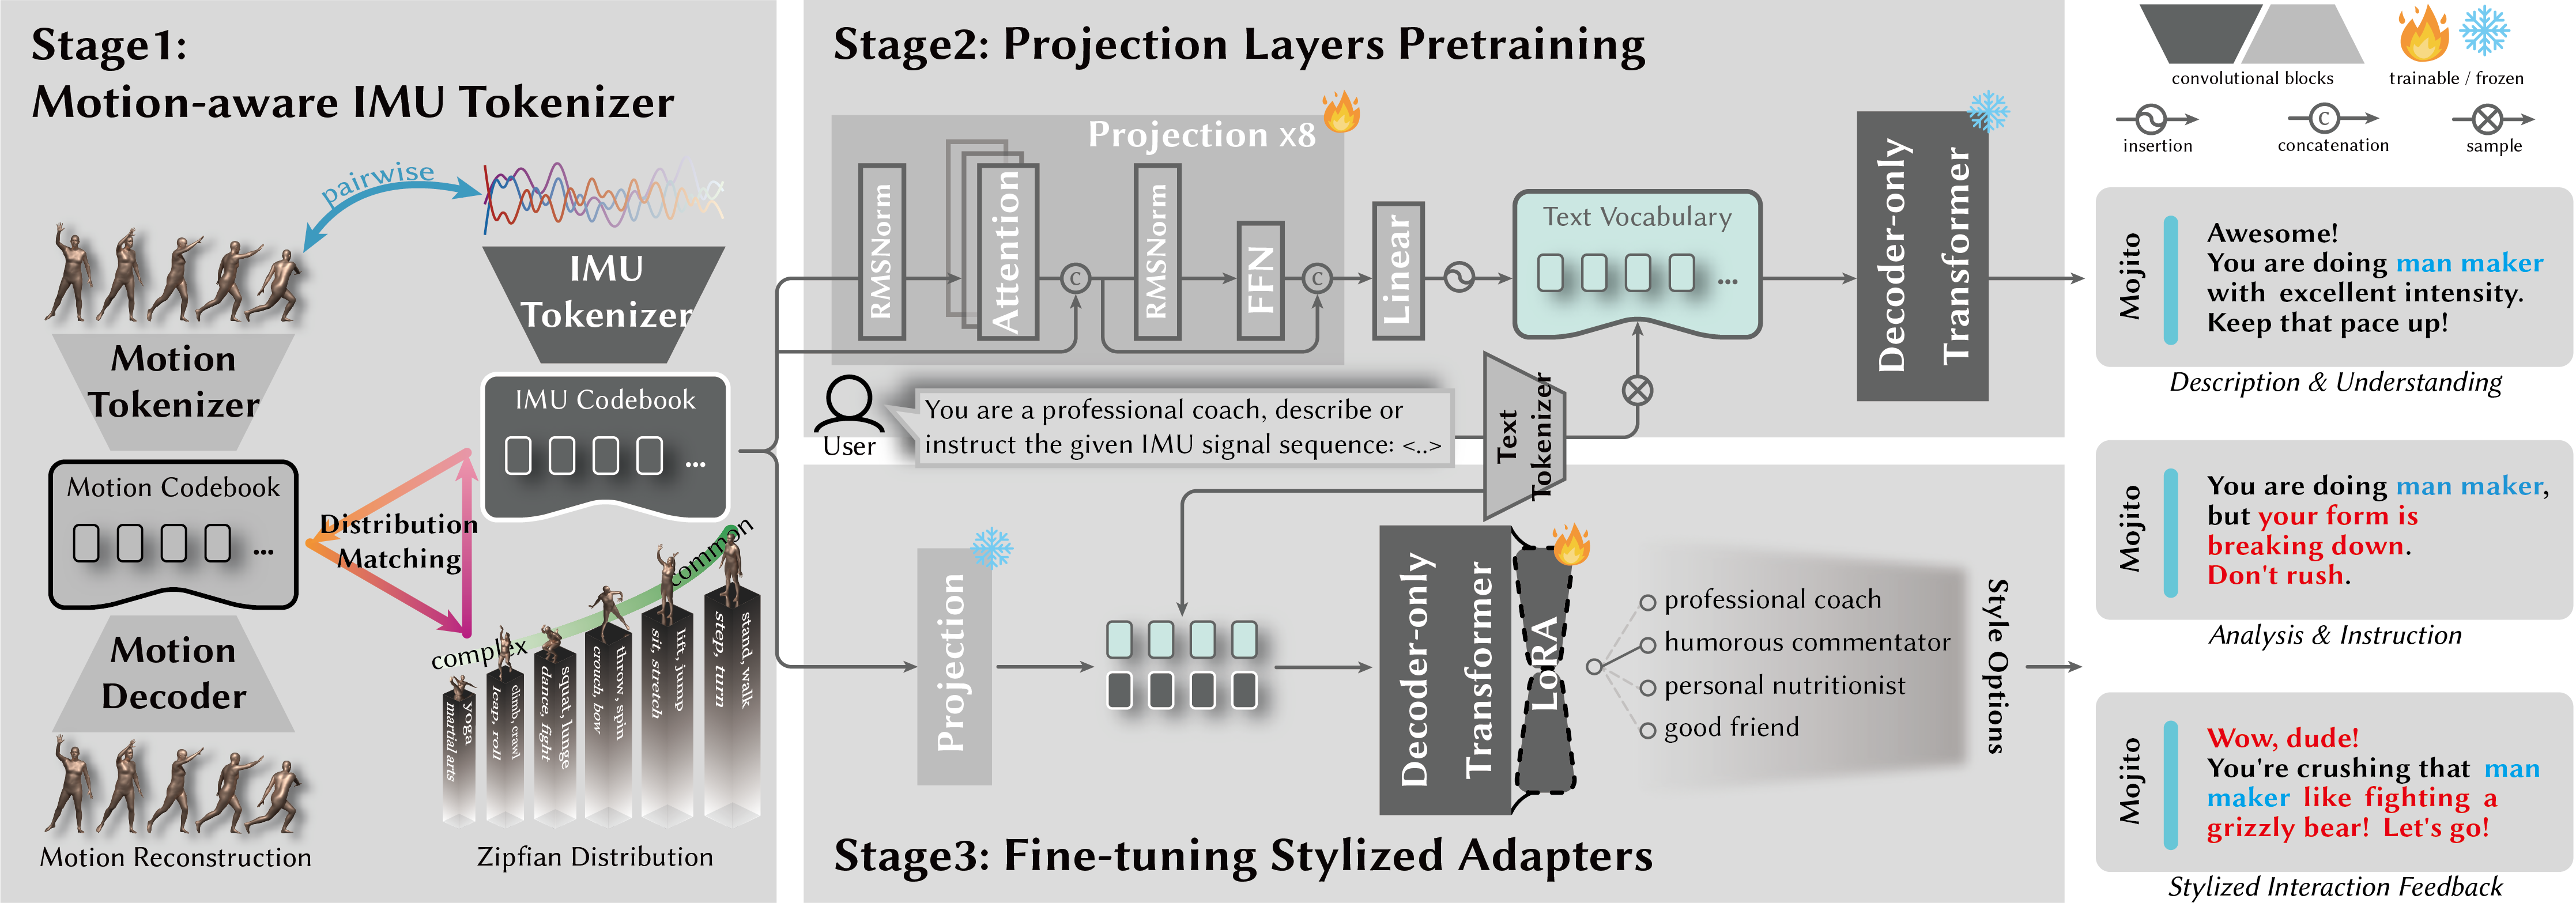 Stage1:
Motion-aware IMU Tokenizer
pairwise
IMU
Tokenizer
Motion
Tokenizer
IMU Codebook
...
Motion Codebook
...
Distribution
Matching
Motion
Decoder
Motion Reconstruction
complex
common
yoga
martial arts
climb, crawl
leap, roll
squat, lunge
dance, fight
throw, spin
crouch, bow
lift, jump
sit, stretch
stand, walk
step, turn
Zipfian Distribution
Stage2: Projection Layers Pretraining
Projection x8
RMSNorm
Attention
C
RMSNorm
FFN
C
Linear
Text Vocabulary
...
Decoder-only
Transformer
User
You are a professional coach, describe or
instruct the given IMU signal sequence: <..>
Text
Tokenizer
Projection
Decoder-only
Transformer
LoRA
professional coach
humorous commentator
personal nutritionist
good friend
Style Options
Stage3: Fine-tuning Stylized Adapters
convolutional blocks
trainable / frozen
insertion
C
concatenation
sample
Mojito
Awesome!
You are doing man maker
with excellent intensity.
Keep that pace up!
Description & Understanding
Mojito
You are doing man maker,
but your form is
breaking down.
Don't rush.
Analysis & Instruction
Mojito
Wow, dude!
You're crushing that man
maker like fighting a
grizzly bear! Let's go!
Stylized Interaction Feedback